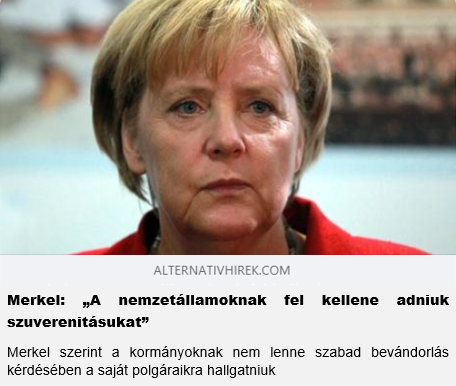 ALTERNATIVHIREK.COM
Merkel: „A nemzetállamoknak fel kellene adniuk
szuverenitásukat”
Merkel szerint a kormányoknak nem lenne szabad bevándorlás
kérdésében a saját polgáraikra hallgatniuk